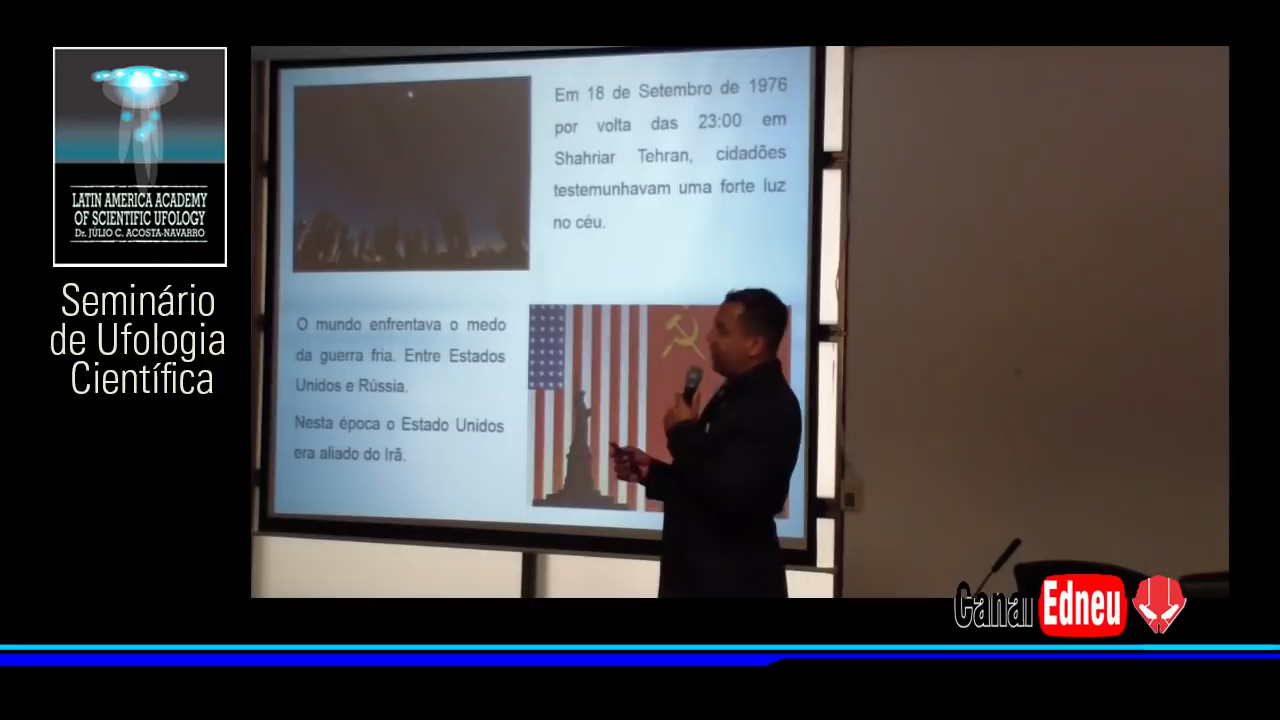 LATIN AMERICA ACADEMY
OF SCIENTIFIC UFOLOGY
Dr. JÚLIO C. ACOSTA-NAVARRO
Seminário
de Ufologia
Científica
Em 18 de Setembro de 1976
por volta das 23:00 em
Shahriar Tehran, cidadões
testemunhavam uma forte luz
no céu.
O mundo enfrentava o medo
da guerra fria. Entre Estados
Unidos e Rússia.
Nesta época o Estado Unidos
era aliado do Irã.
Canal Edneu